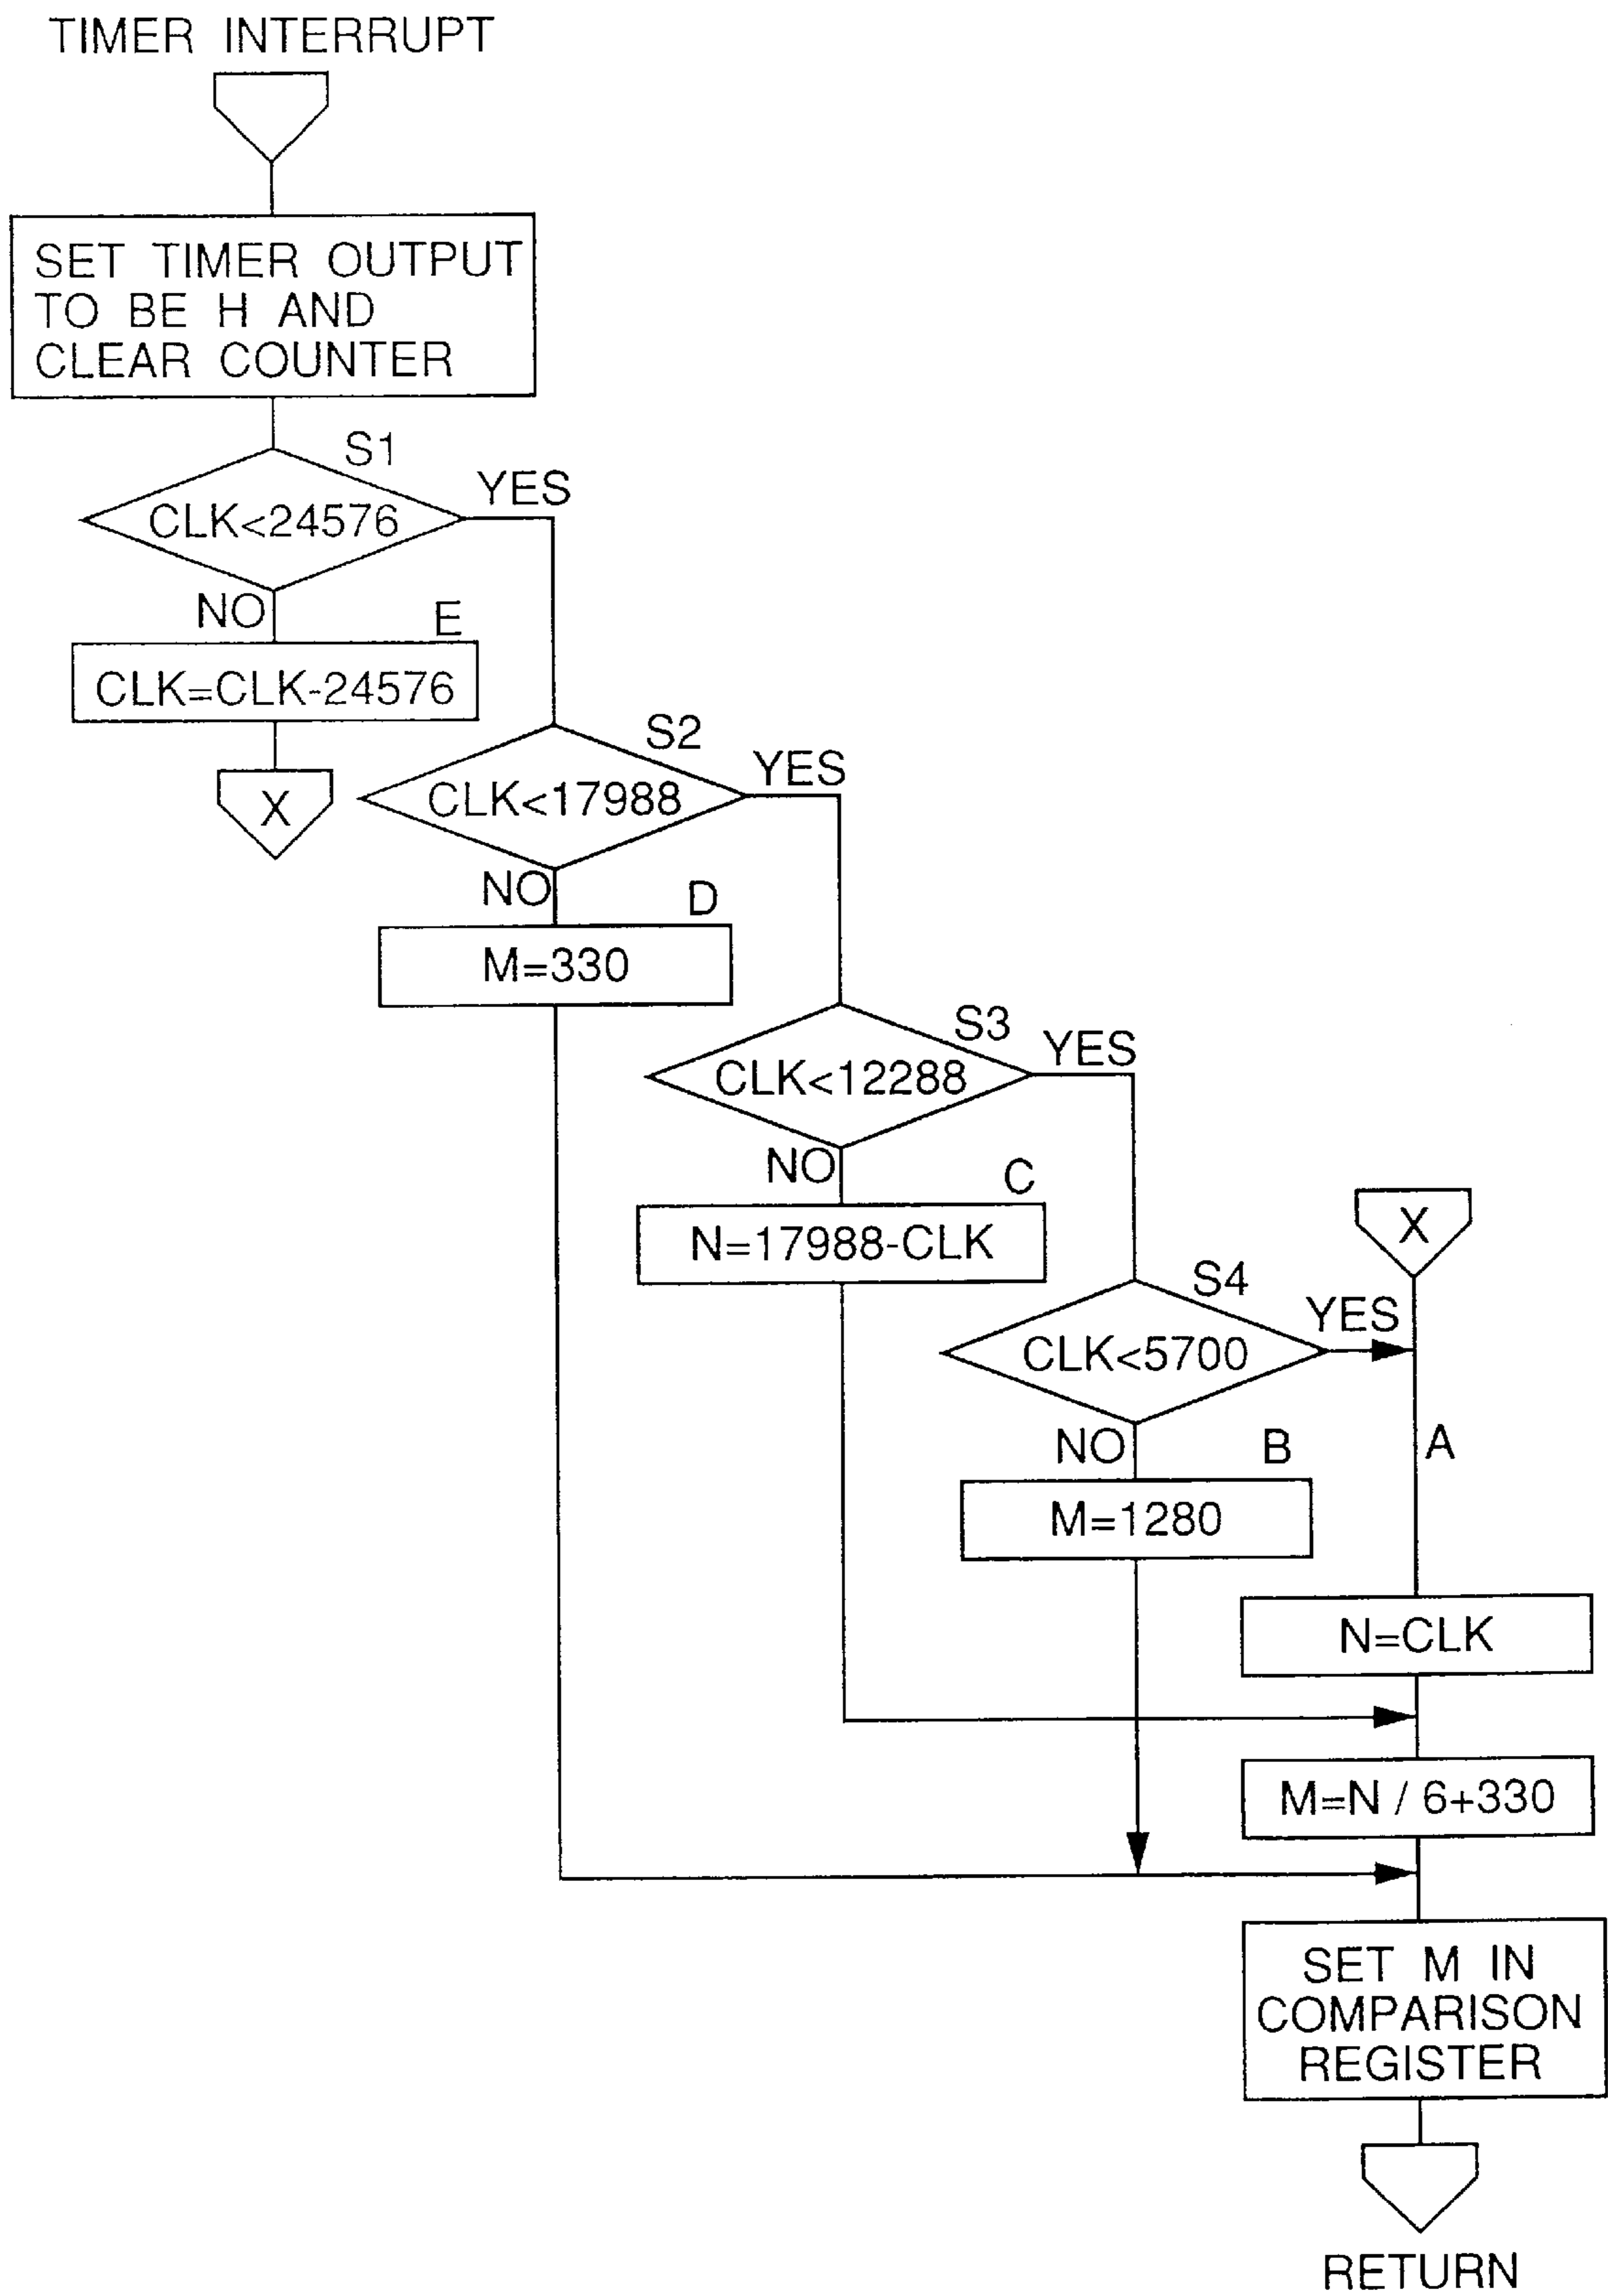 TIMER INTERRUPT
SET TIMER OUTPUT
TO BE H AND
CLEAR COUNTER
S1
YES
CLK<24576
NO
E
CLK=CLK-24576
X
S2
YES
CLK<17988
NO
D
M=330
S3
YES
CLK<12288
NO
C
N=17988-CLK
X
S4
YES
CLK<5700
NO
B
A
M=1280
N=CLK
M=N / 6+330
SET M IN
COMPARISON
REGISTER
RETURN